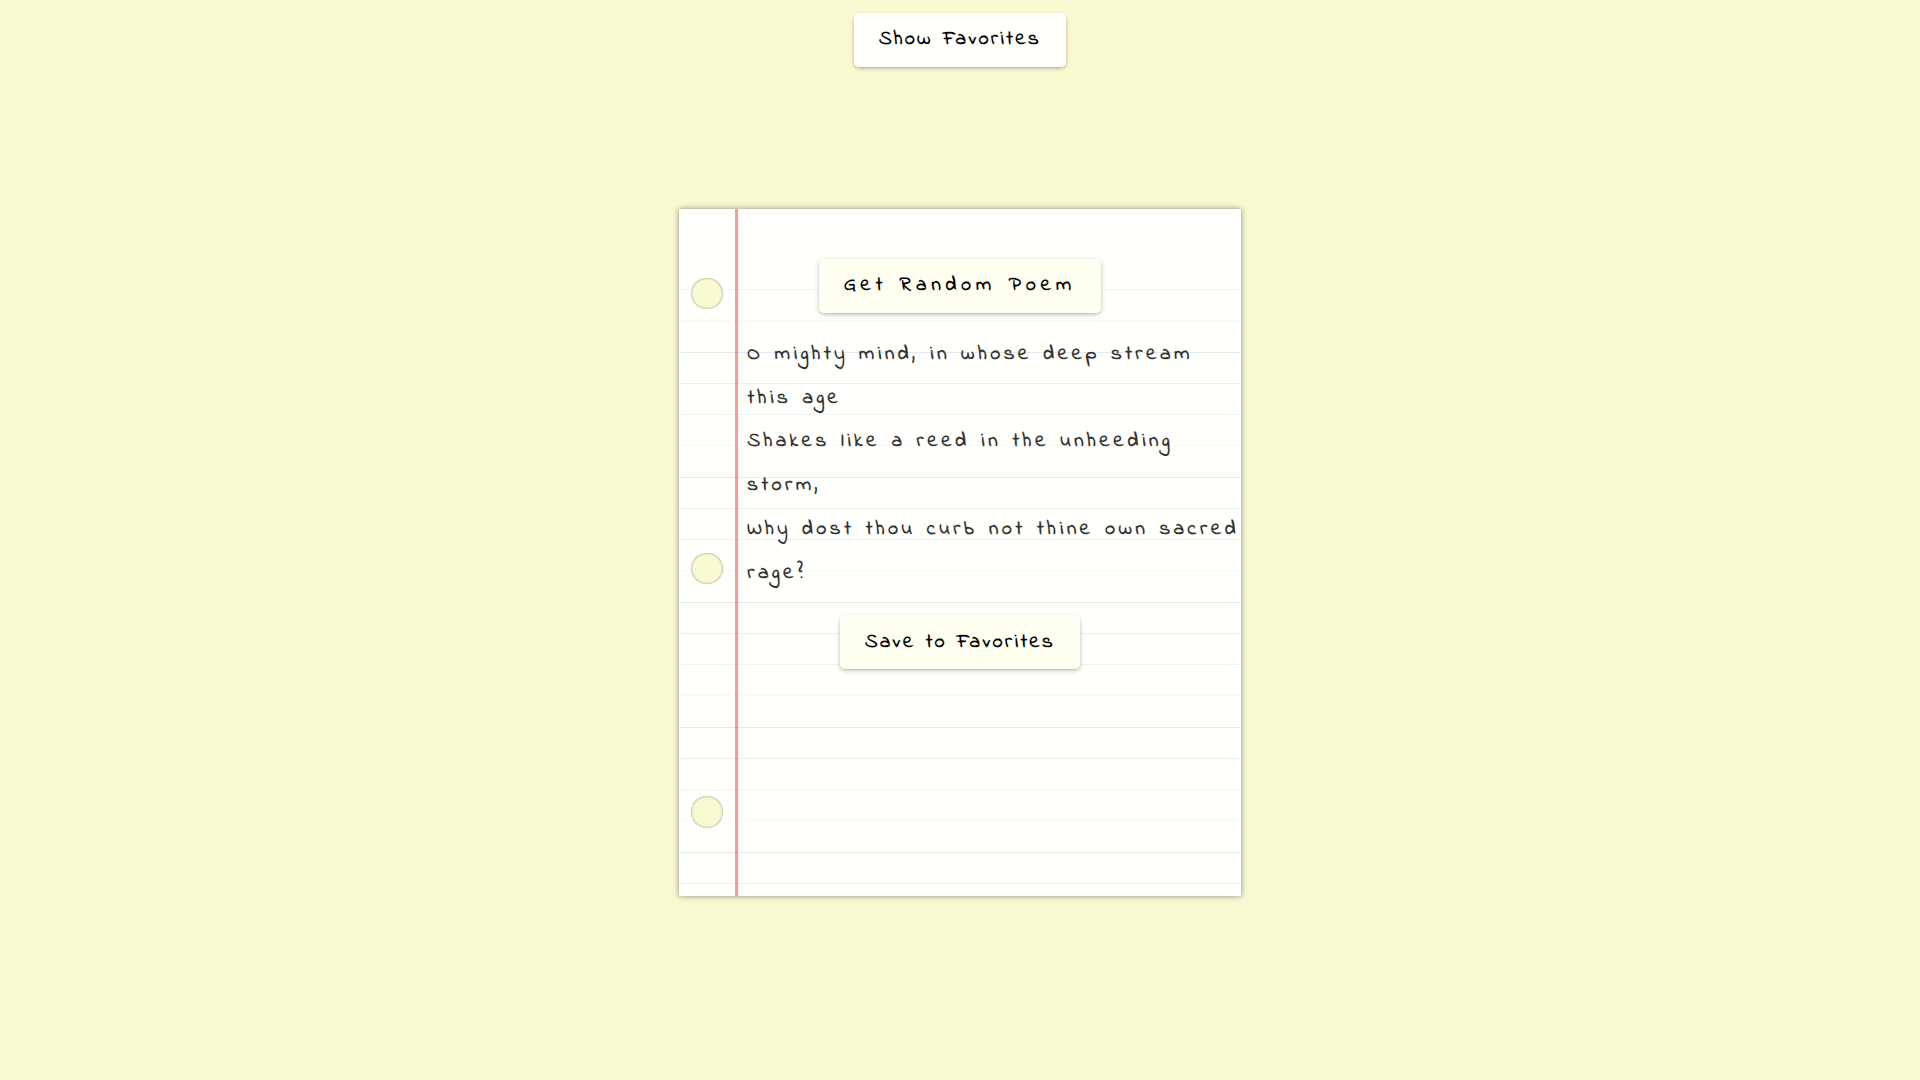 Show Favorites
Get Random Poem
O mighty mind, in whose deep stream
this age
Shakes like a reed in the unheeding
storm,
Why dost thou curb not thine own sacred
rage?
Save to Favorites